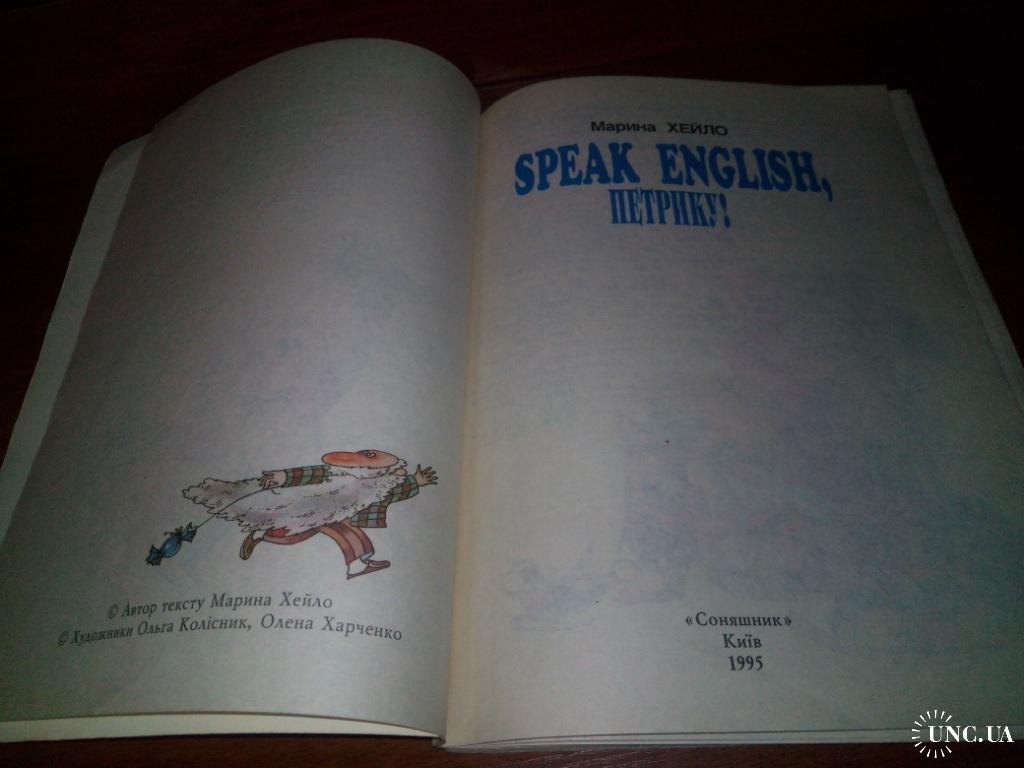 © Автор тексту Марина Хейло
© Художники Ольга Колісник, Олена Харченко
Марина ХЕЙЛО
SPEAK ENGLISH,
ПЕТРИКУ!
«Соняшник»
Київ
1995
UNC.UA